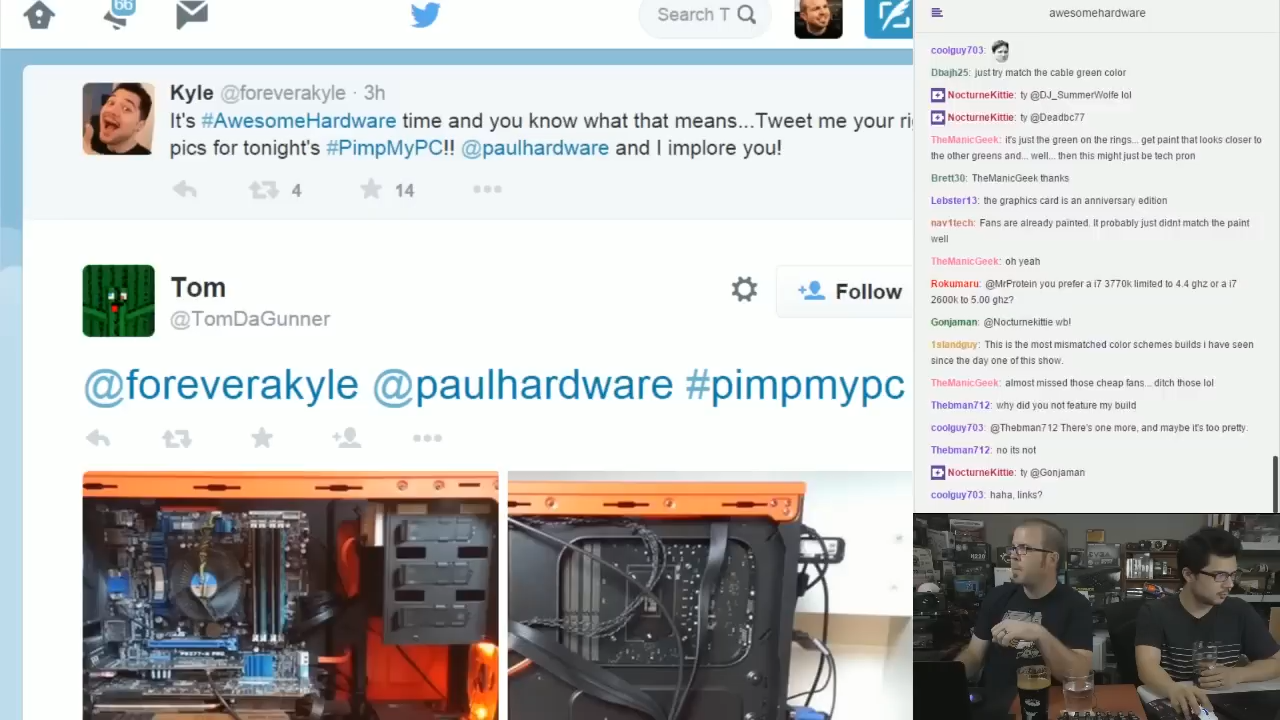 66
Search T
Kyle @foreverakyle · 3h
It's #AwesomeHardware time and you know what that means...Tweet me your ri
pics for tonight's #PimpMyPC!! @paulhardware and I implore you!
4
14
Tom
@TomDaGunner
Follow
@foreverakyle @paulhardware #pimpmypc
awesomehardware
coolguy703:
Dbajh25: just try match the cable green color
NocturneKittie: ty @DJ_SummerWolfe lol
NocturneKittie: ty @Deadbc77
TheManicGeek: it's just the green on the rings... get paint that looks closer to
the other greens and... well... then this might just be tech pron
Brett30: TheManicGeek thanks
Lebster13: the graphics card is an anniversary edition
nav1tech: Fans are already painted. It probably just didnt match the paint
well
TheManicGeek: oh yeah
Rokumaru: @MrProtein you prefer a i7 3770k limited to 4.4 ghz or a i7
2600k to 5.00 ghz?
Gonjaman: @Nocturnekittie wb!
1slandguy: This is the most mismatched color schemes builds i have seen
since the day one of this show.
TheManicGeek: almost missed those cheap fans... ditch those lol
Thebman712: why did you not feature my build
coolguy703: @Thebman712 There's one more, and maybe it's too pretty.
Thebman712: no its not
NocturneKittie: ty @Gonjaman
coolguy703: haha, links?